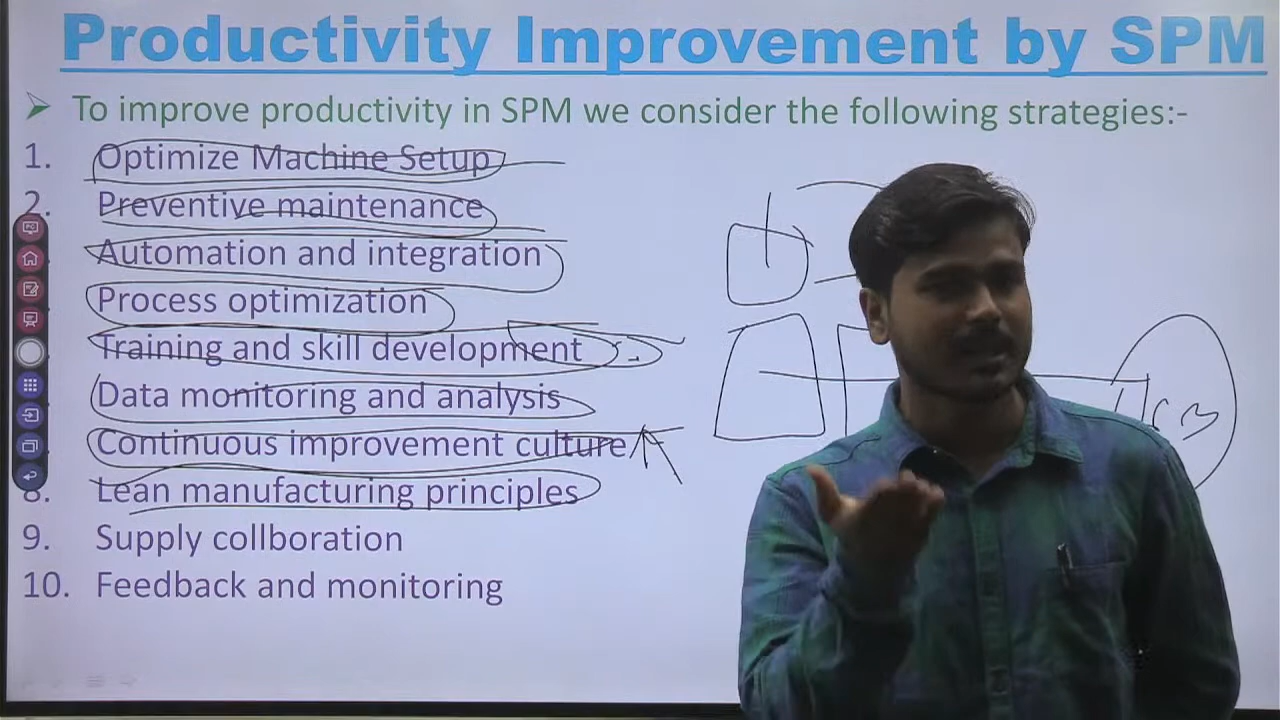 Productivity Improvement by SPM
To improve productivity in SPM we consider the following strategies:-
1. Optimize Machine Setup
2. Preventive maintenance
Automation and integration
Process optimization
Training and skill development
Data monitoring and analysis
Continuous improvement culture
8. Lean manufacturing principles
9. Supply collboration
10. Feedback and monitoring